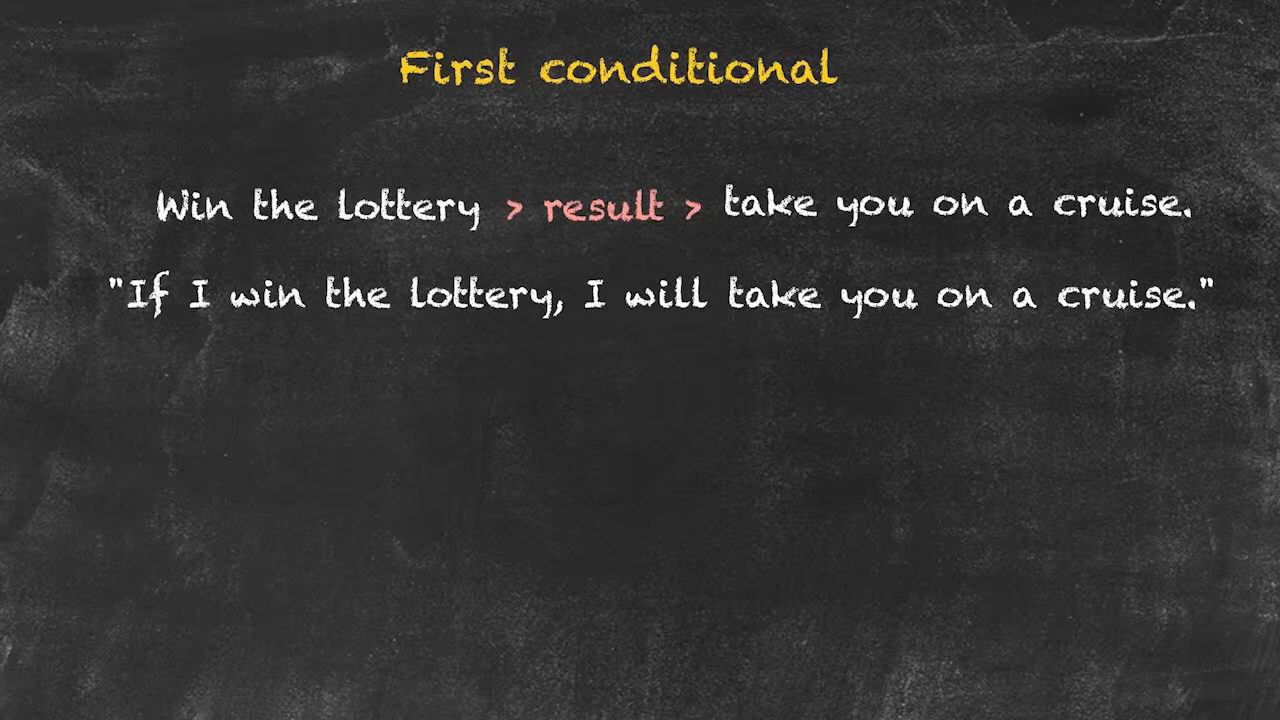 First conditional
Win the lottery > result > take you on a cruise.
"If I win the lottery, I will take you on a cruise."